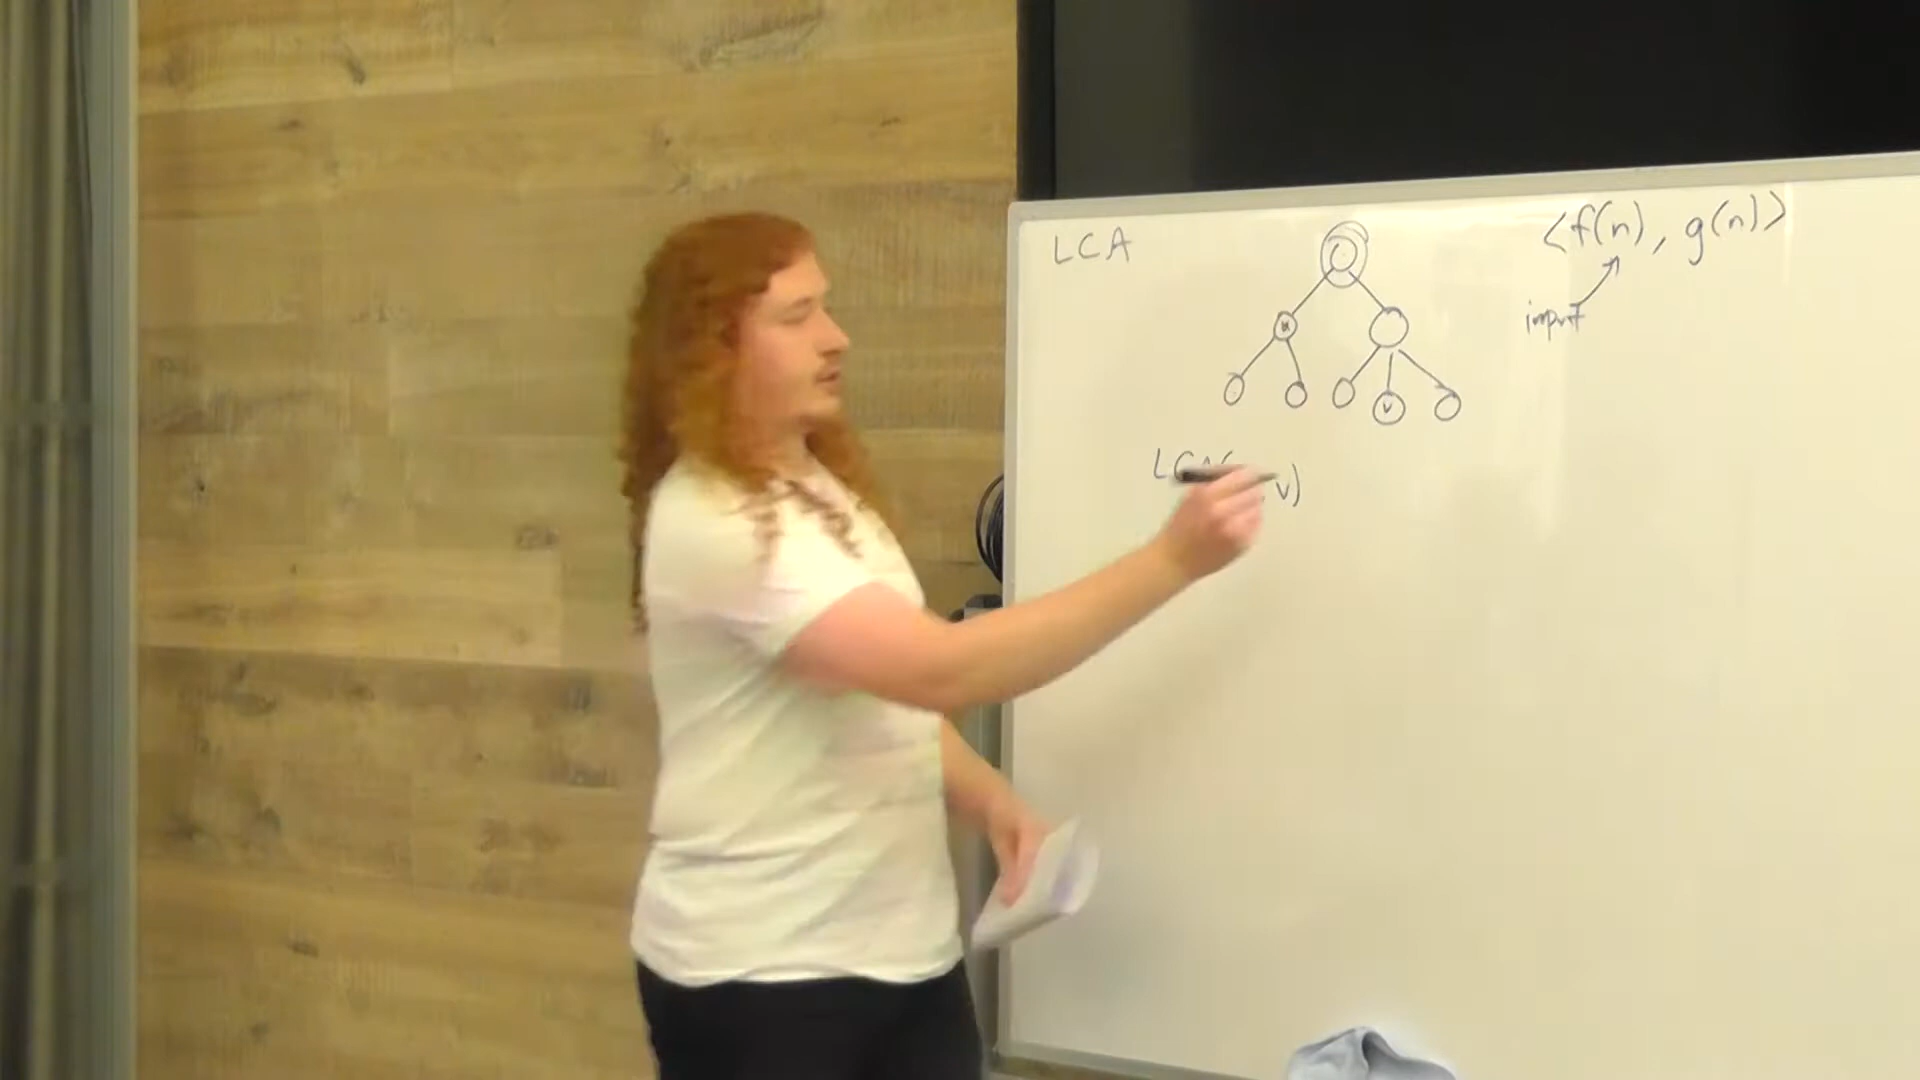 LCA
<f(n), g(n)>
input
u
v
v)